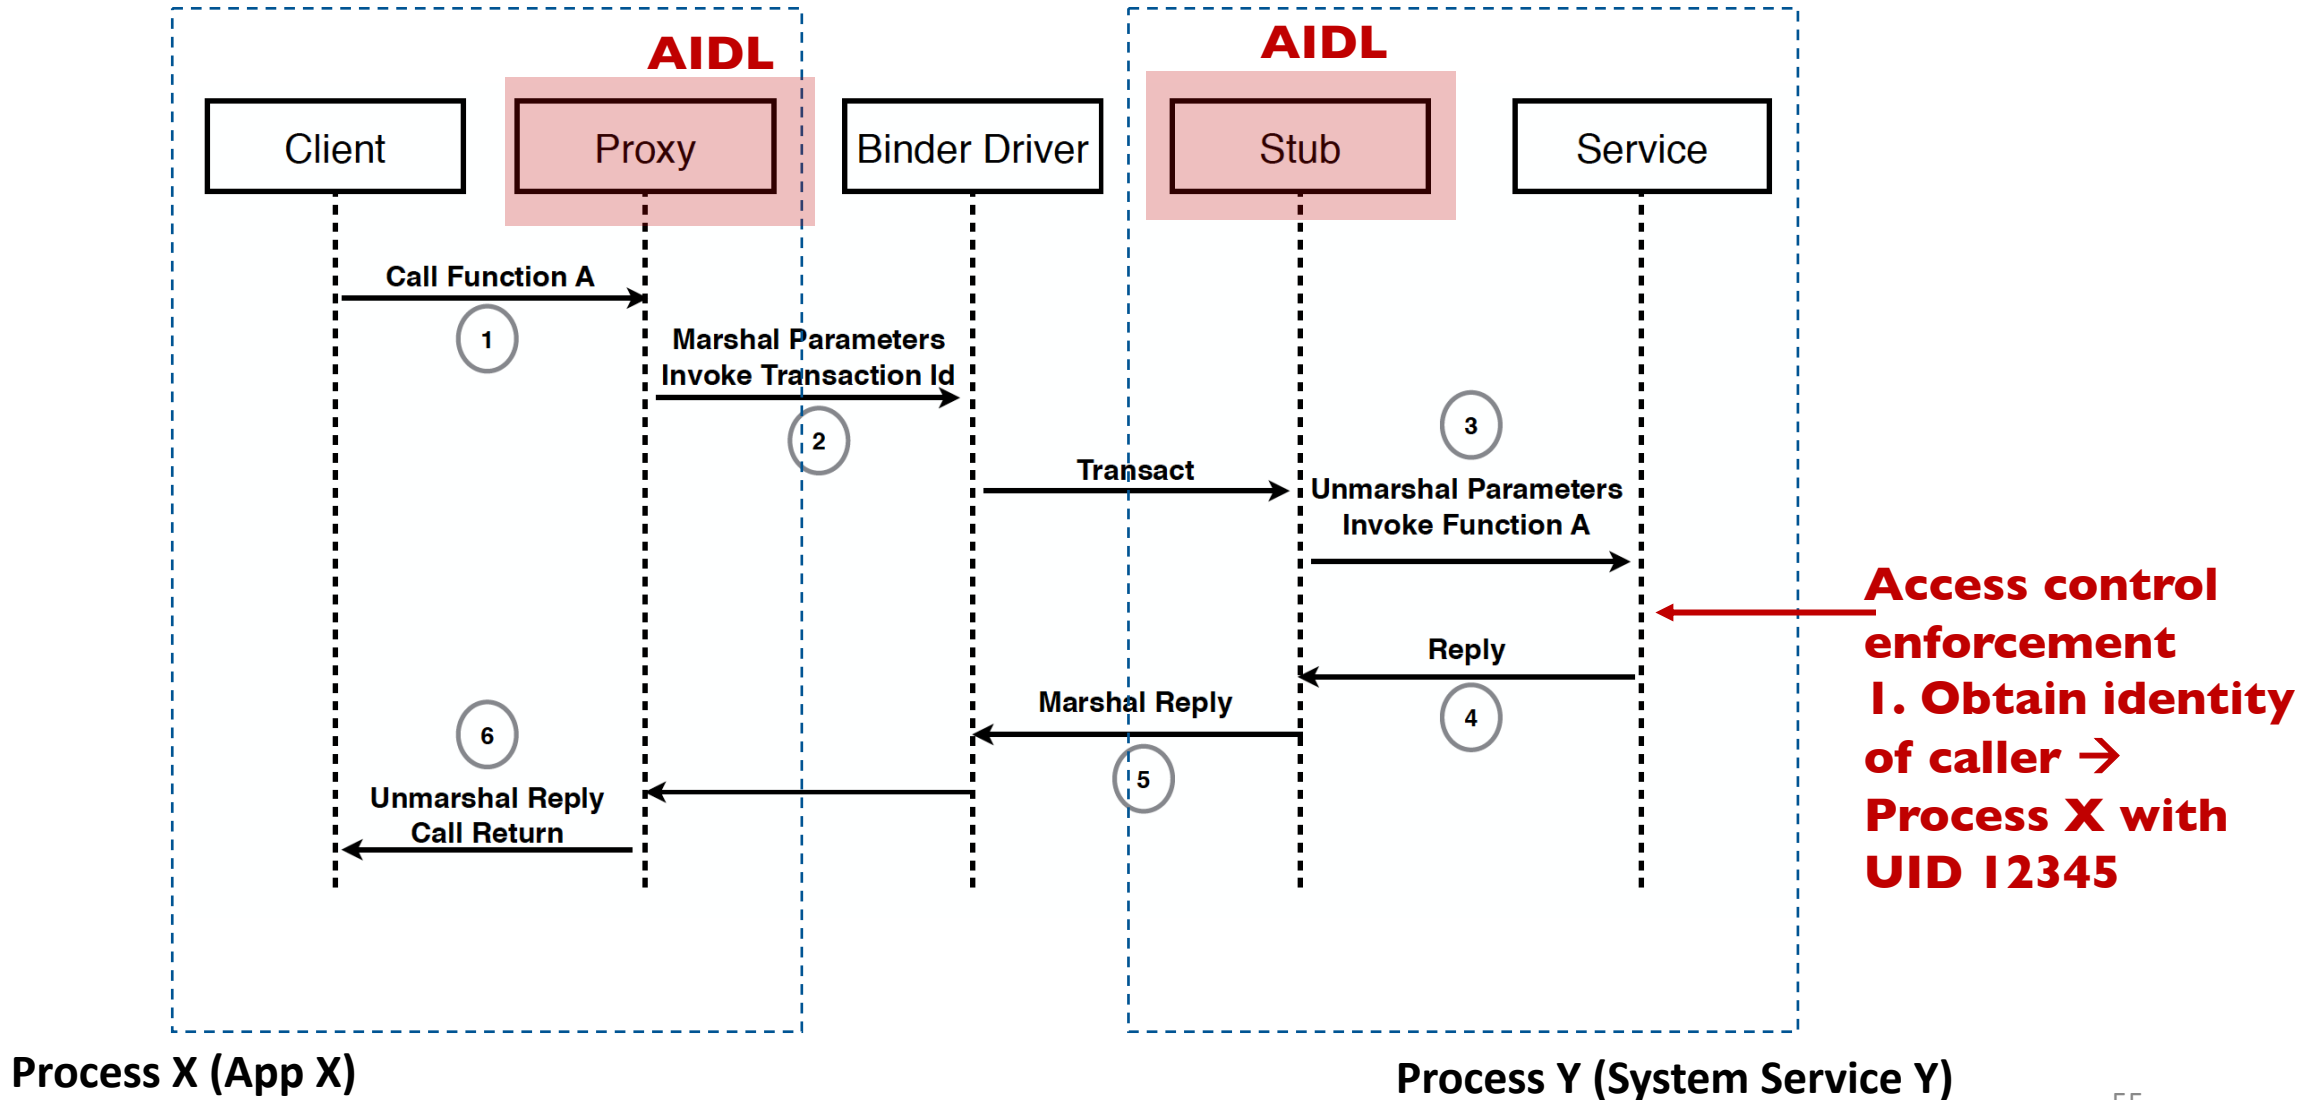 AIDL
AIDL
Client
Proxy
Binder Driver
Stub
Service
Call Function A
1
Marshal Parameters
Invoke Transaction Id
2
Transact
3
Unmarshal Parameters
Invoke Function A
Access control
enforcement
1. Obtain identity
of caller →
Process X with
UID 12345
Reply
4
Marshal Reply
5
6
Unmarshal Reply
Call Return
Process X (App X)
Process Y (System Service Y)